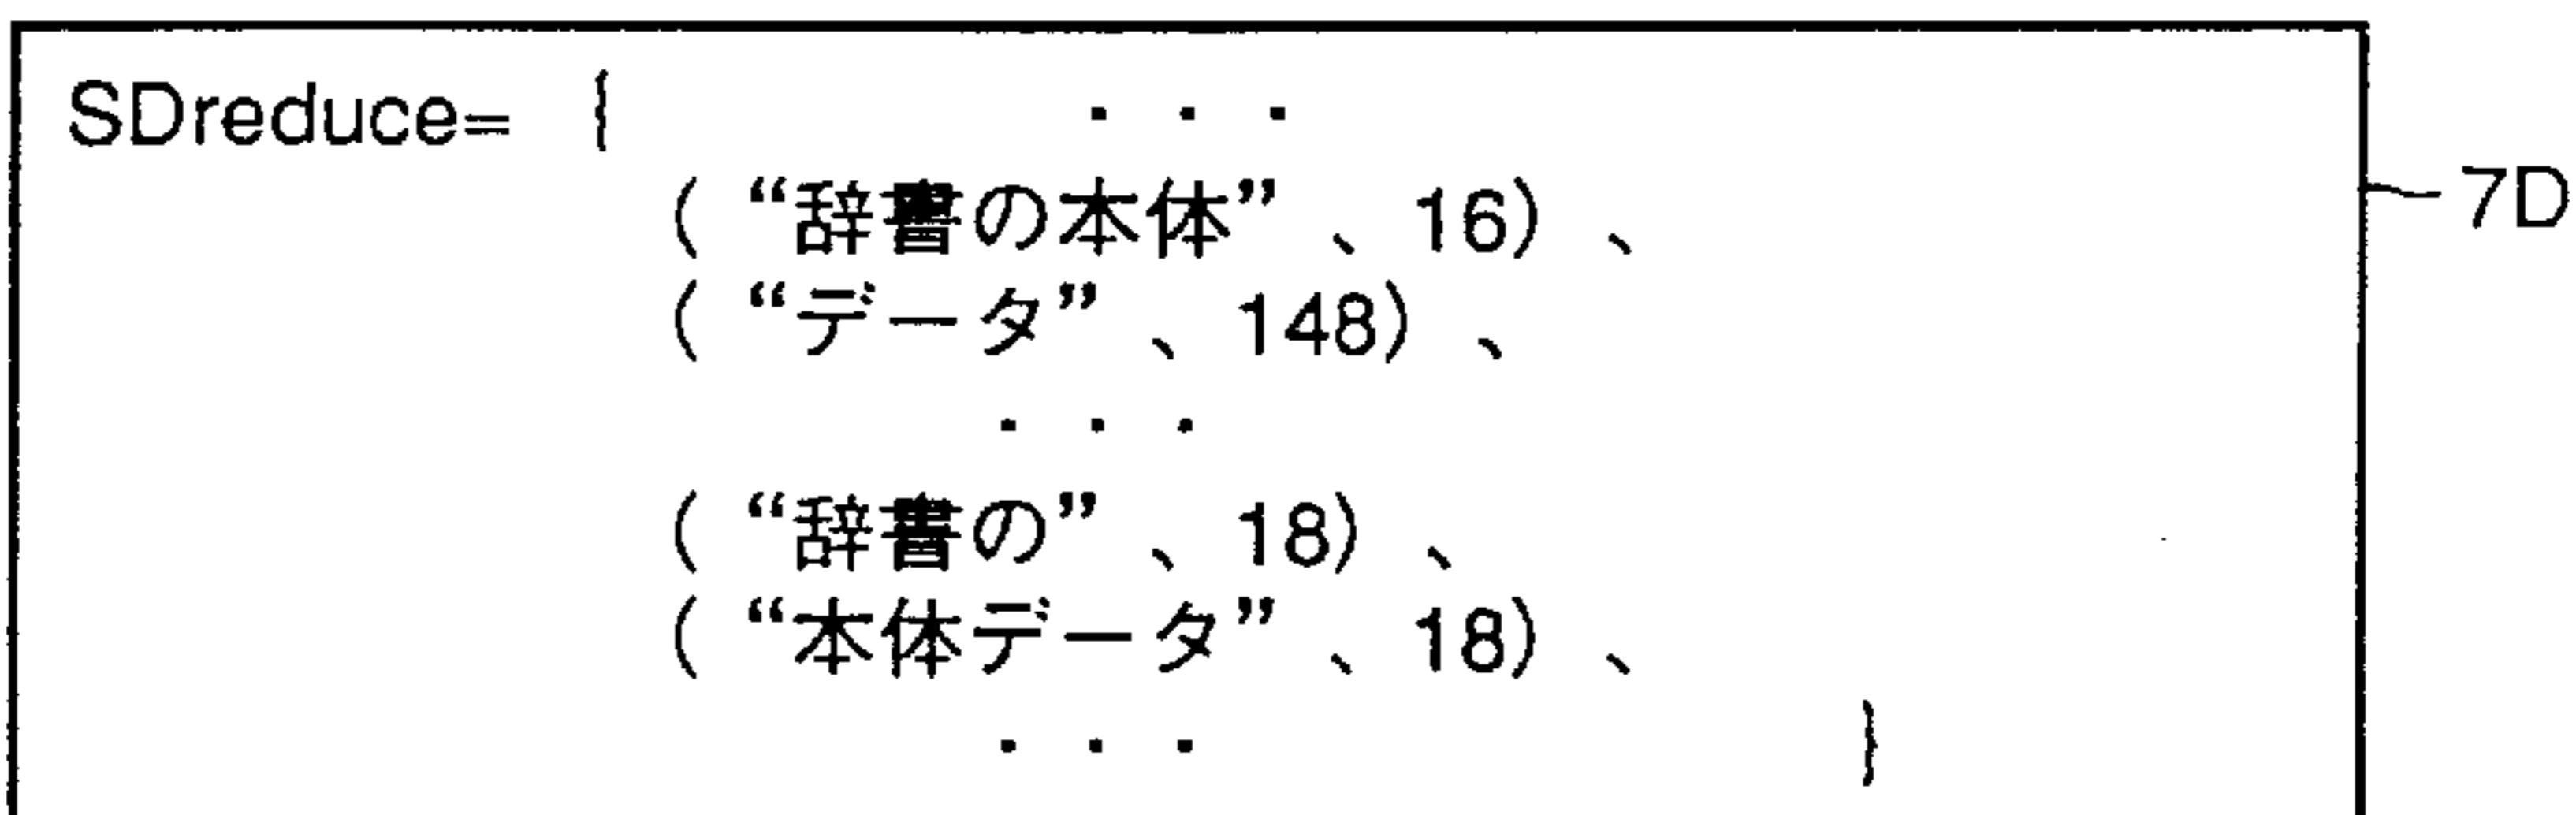 SDreduce= { ・・・
( “辞書の本体” 、16) 、
( “データ” 、148) 、
・・・
( “辞書の” 、18) 、
( “本体データ” 、18) 、
・・・ }
7D